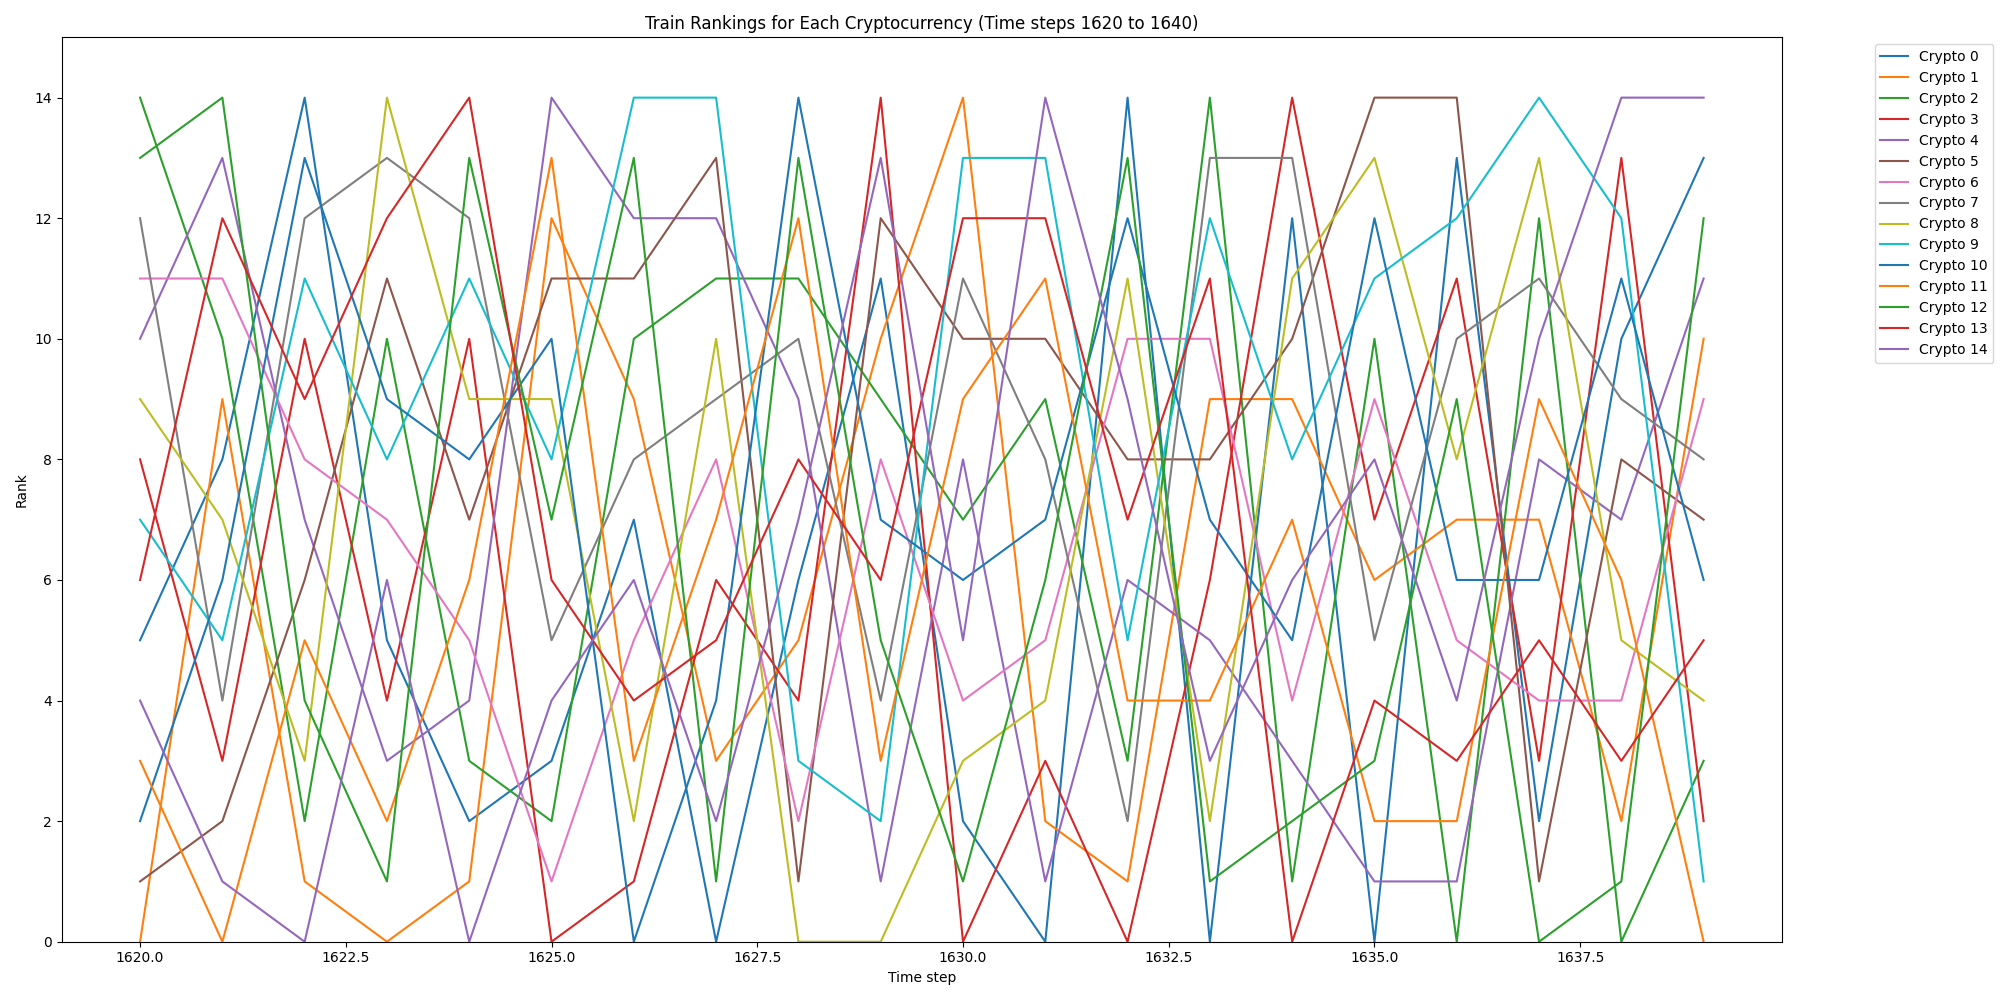 Train Rankings for Each Cryptocurrency (Time steps 1620 to 1640)
Rank
14
12
10
8
6
4
2
0
1620.0 1622.5 1625.0 1627.5 1630.0 1632.5 1635.0 1637.5
Time step
Crypto 0
Crypto 1
Crypto 2
Crypto 3
Crypto 4
Crypto 5
Crypto 6
Crypto 7
Crypto 8
Crypto 9
Crypto 10
Crypto 11
Crypto 12
Crypto 13
Crypto 14